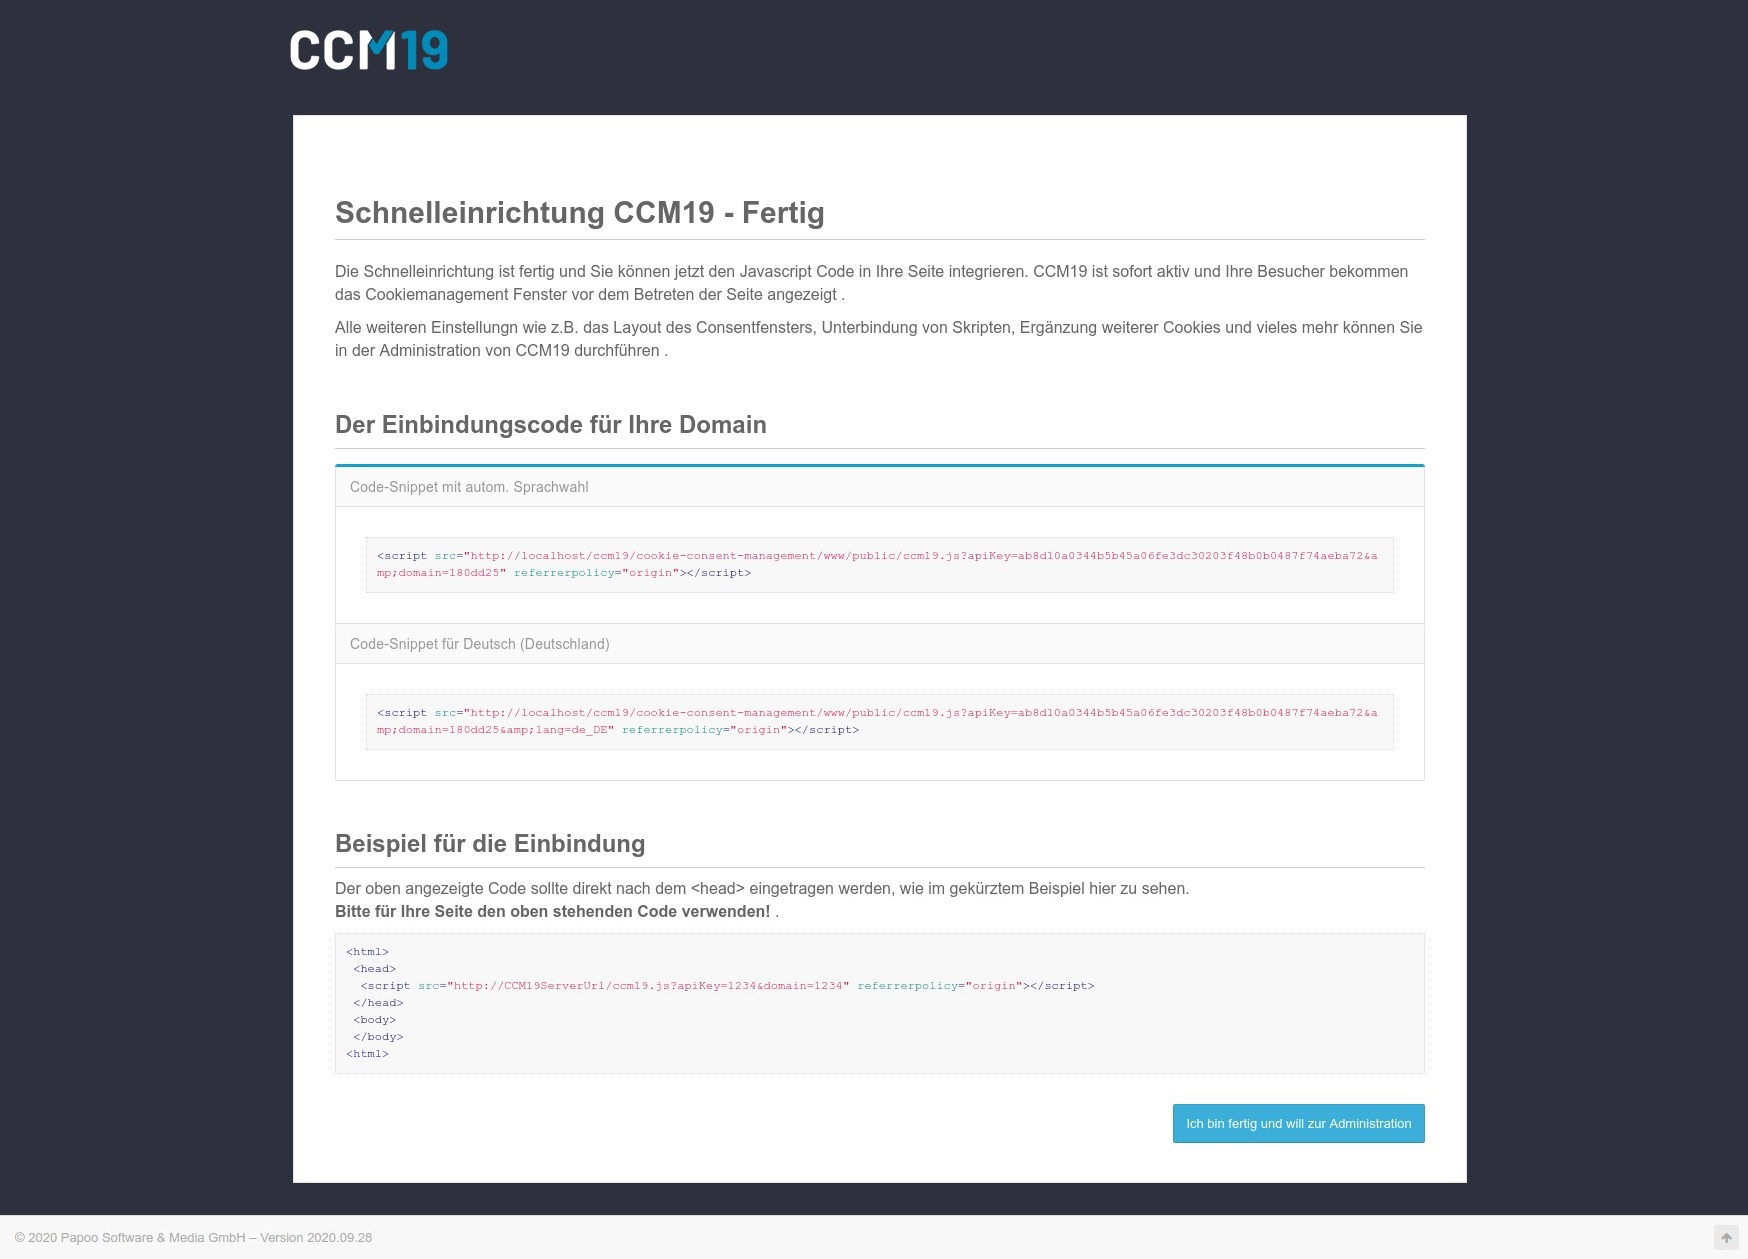 CCM19
Schnelleinrichtung CCM19 - Fertig
Die Schnelleinrichtung ist fertig und Sie können jetzt den Javascript Code in Ihre Seite integrieren. CCM19 ist sofort aktiv und Ihre Besucher bekommen
das Cookiemanagement Fenster vor dem Betreten der Seite angezeigt .
Alle weiteren Einstellungn wie z.B. das Layout des Consentfensters, Unterbindung von Skripten, Ergänzung weiterer Cookies und vieles mehr können Sie
in der Administration von CCM19 durchführen .
Der Einbindungscode für Ihre Domain
Code-Snippet mit autom. Sprachwahl
<script src="http://localhost/ccm19/cookie-consent-management/www/public/ccm19.js?apiKey=ab8d10a0344b5b45a06fe3dc30203f48b0b0487f74aeba72&a
mp;domain=180dd25" referrerpolicy="origin"></script>
Code-Snippet für Deutsch (Deutschland)
<script src="http://localhost/ccm19/cookie-consent-management/www/public/ccm19.js?apiKey=ab8d10a0344b5b45a06fe3dc30203f48b0b0487f74aeba72&a
mp;domain=180dd25&amp;lang=de_DE" referrerpolicy="origin"></script>
Beispiel für die Einbindung
Der oben angezeigte Code sollte direkt nach dem <head> eingetragen werden, wie im gekürztem Beispiel hier zu sehen.
Bitte für Ihre Seite den oben stehenden Code verwenden! .
<html>
<head>
<script src="http://CCM19ServerUrl/ccm19.js?apiKey=1234&domain=1234" referrerpolicy="origin"></script>
</head>
<body>
</body>
<html>
Ich bin fertig und will zur Administration
© 2020 Papoo Software & Media GmbH – Version 2020.09.28